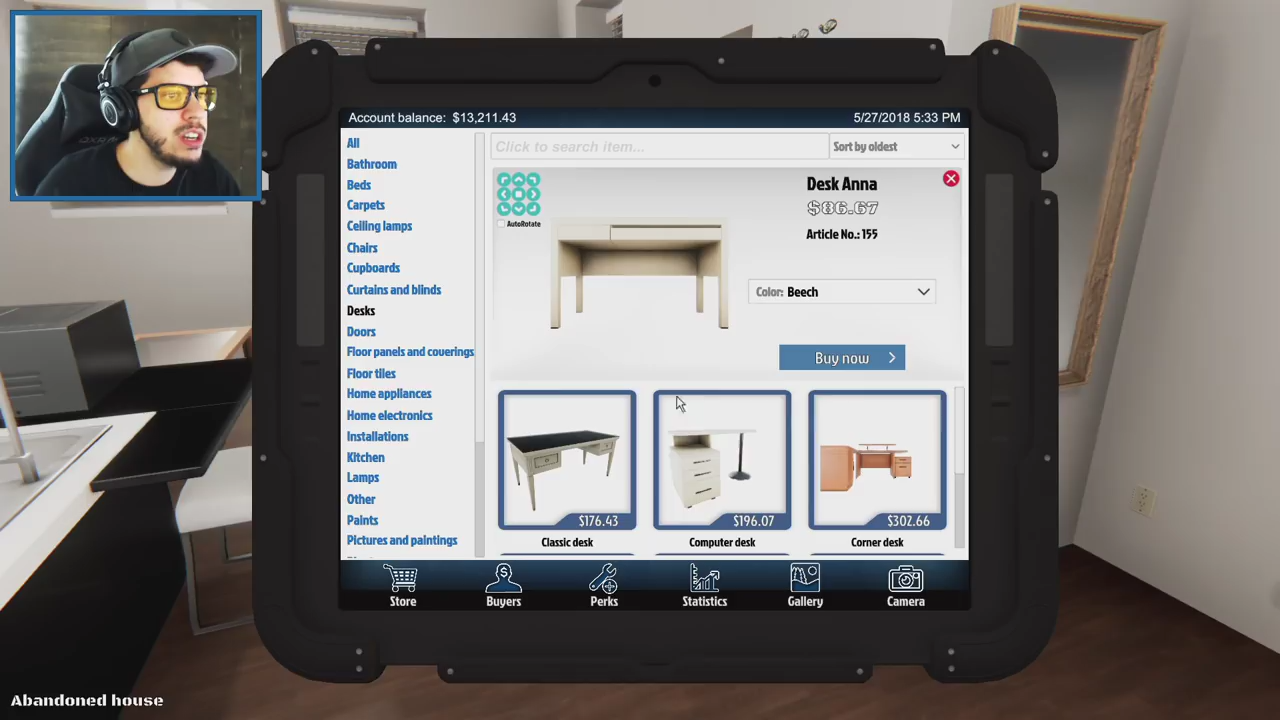 Account balance: $13,211.43
5/27/2018 5:33 PM
All
Bathroom
Beds
Carpets
Ceiling lamps
Chairs
Cupboards
Curtains and blinds
Desks
Doors
Floor panels and coverings
Floor tiles
Home appliances
Home electronics
Installations
Kitchen
Lamps
Other
Paints
Pictures and paintings
Click to search item...
Sort by oldest
AutoRotate
Desk Anna
$86.67
Article No.: 155
Color: Beech
Buy now
$176.43
$196.07
$302.66
Classic desk
Computer desk
Corner desk
Store
Buyers
Perks
Statistics
Gallery
Camera
Abandoned house